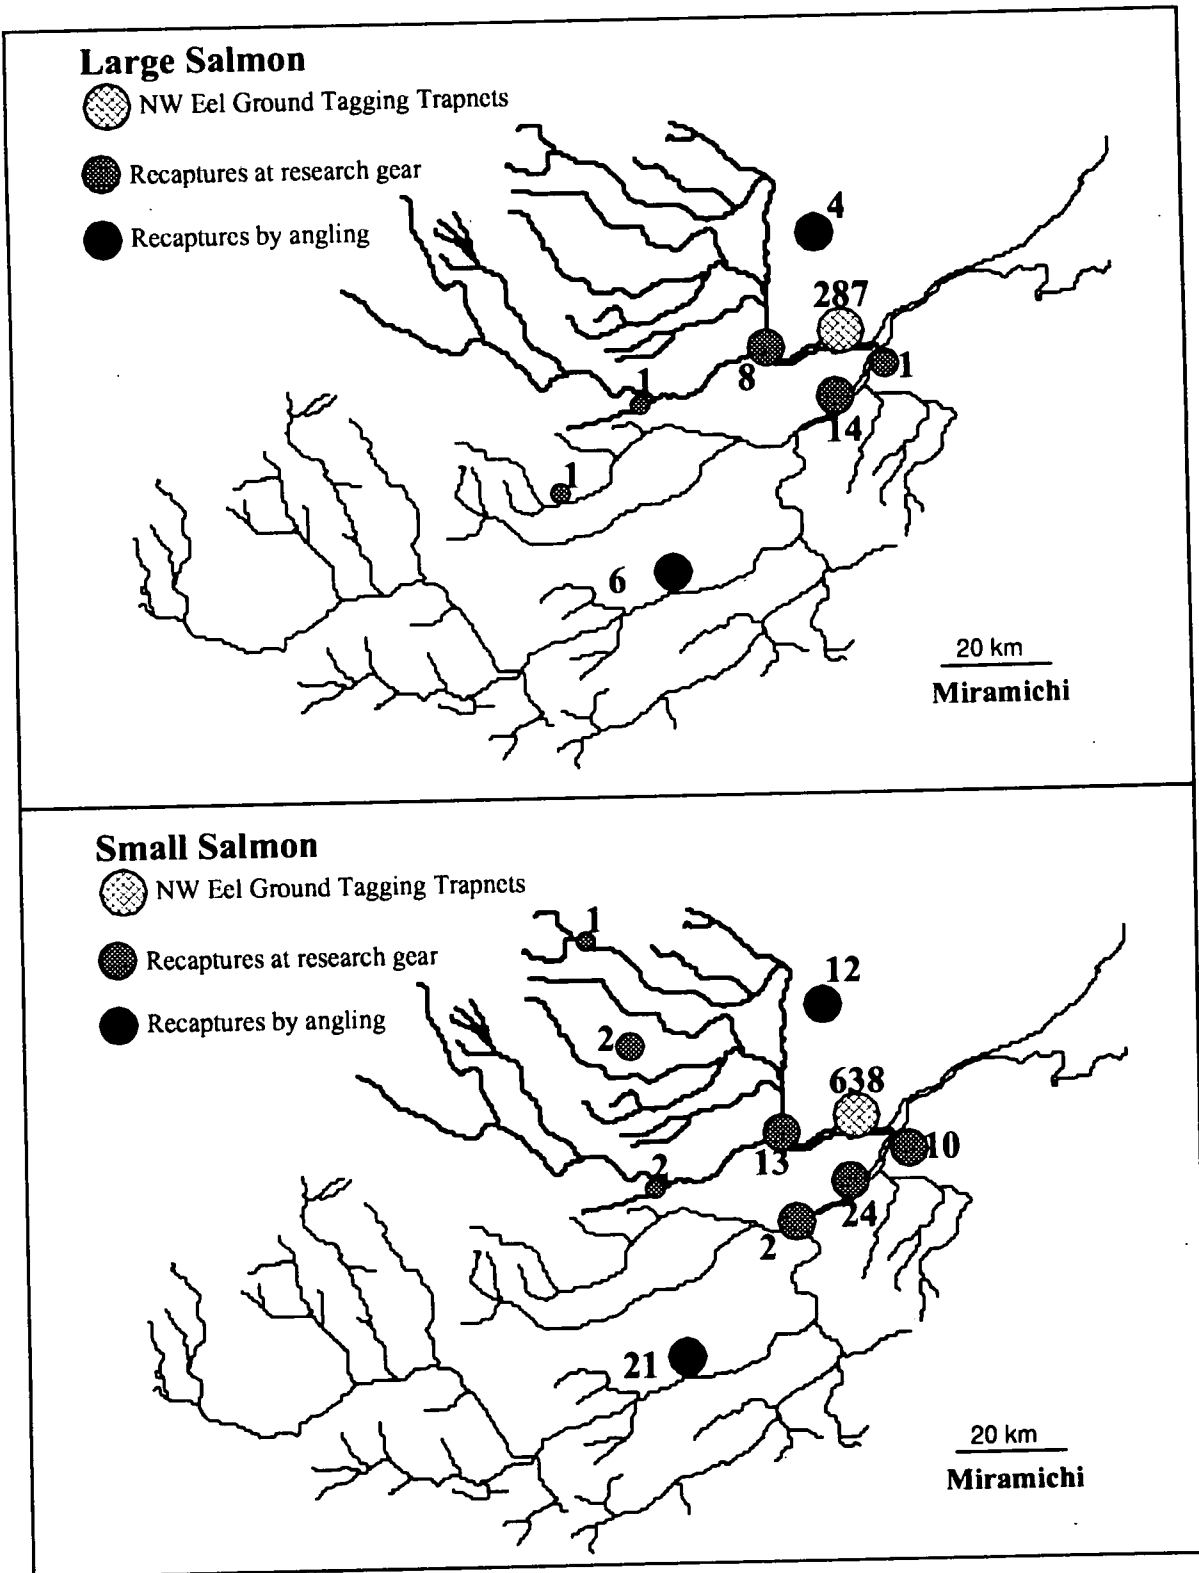 Large Salmon
NW Eel Ground Tagging Trapnets
Recaptures at research gear
Recaptures by angling
4
287
8
1
1
14
1
6
20 km
Miramichi
Small Salmon
NW Eel Ground Tagging Trapnets
Recaptures at research gear
Recaptures by angling
1
12
2
638
13
10
2
24
2
21
20 km
Miramichi